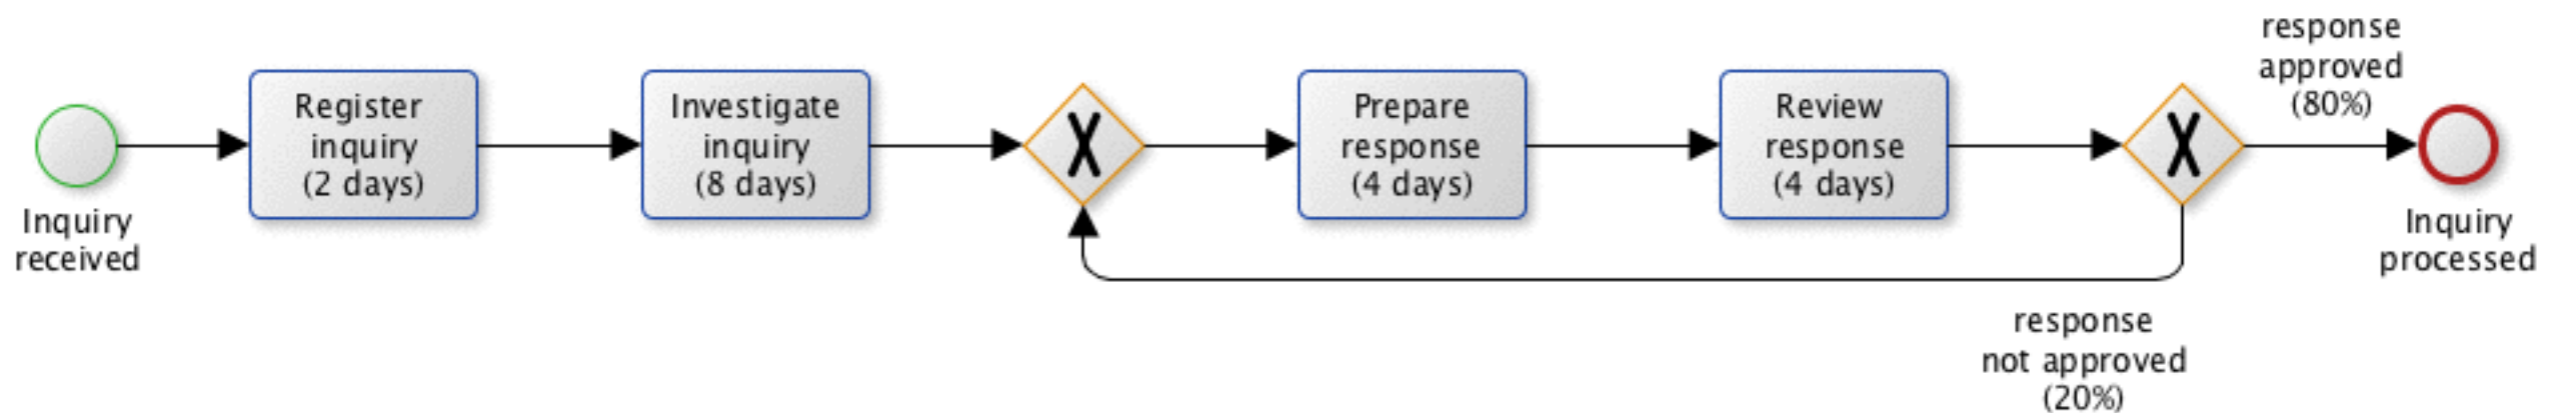 Inquiry
received
Register
inquiry
(2 days)
Investigate
inquiry
(8 days)
X
Prepare
response
(4 days)
Review
response
(4 days)
X
response
approved
(80%)
response
not approved
(20%)
Inquiry
processed